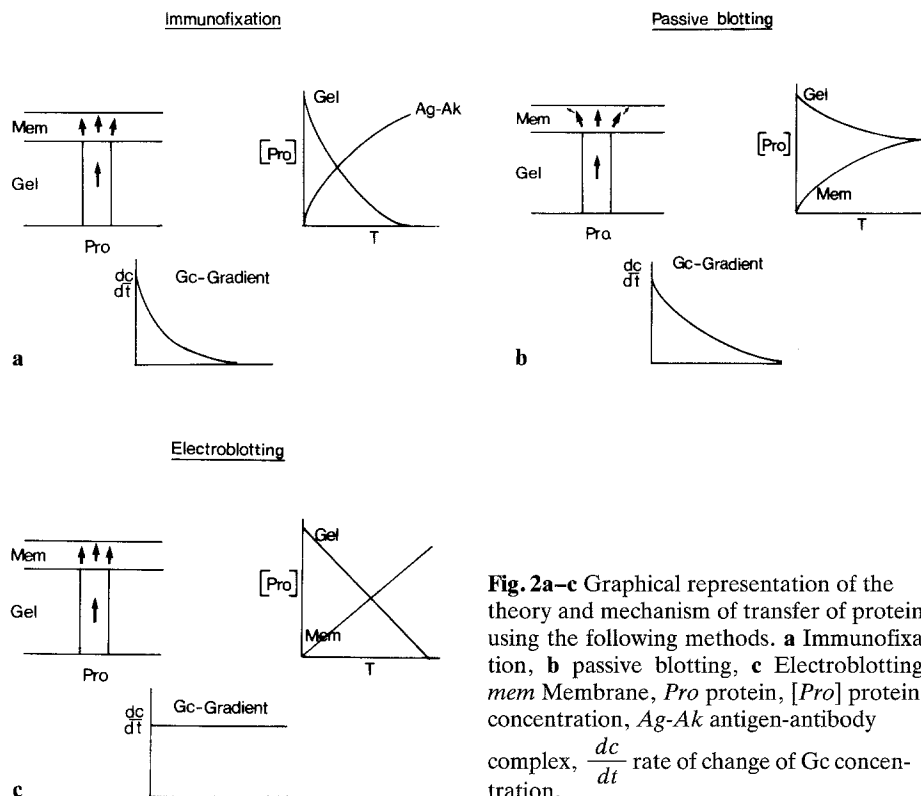 Immunofixation
Mem
Gel
Pro
[Pro]
Gel
Ag-Ak
T
dc
dt
Gc-Gradient
a
Passive blotting
Mem
Gel
Pro
[Pro]
Gel
Mem
T
dc
dt
Gc-Gradient
b
Electroblotting
Mem
Gel
Pro
[Pro]
Gel
Mem
T
dc
dt
Gc-Gradient
c
Fig. 2a–c Graphical representation of the
theory and mechanism of transfer of protein
using the following methods. a Immunofixa
tion, b passive blotting, c Electroblotting
mem Membrane, Pro protein, [Pro] protein
concentration, Ag-Ak antigen-antibody
complex, dc/dt rate of change of Gc concen-
tration.